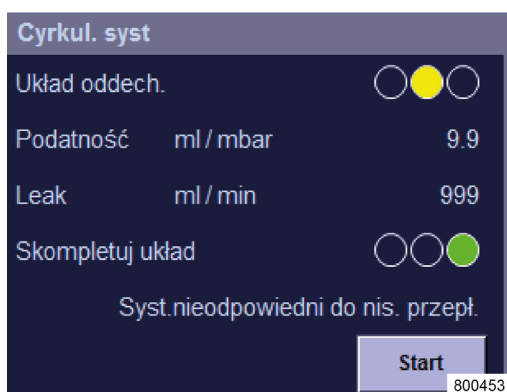 Cyrkul. syst
Układ oddech.
Podatność ml / mbar 9.9
Leak ml / min 999
Skompletuj układ
Syst.nieodpowiedni do nis. przepł.
Start
800453